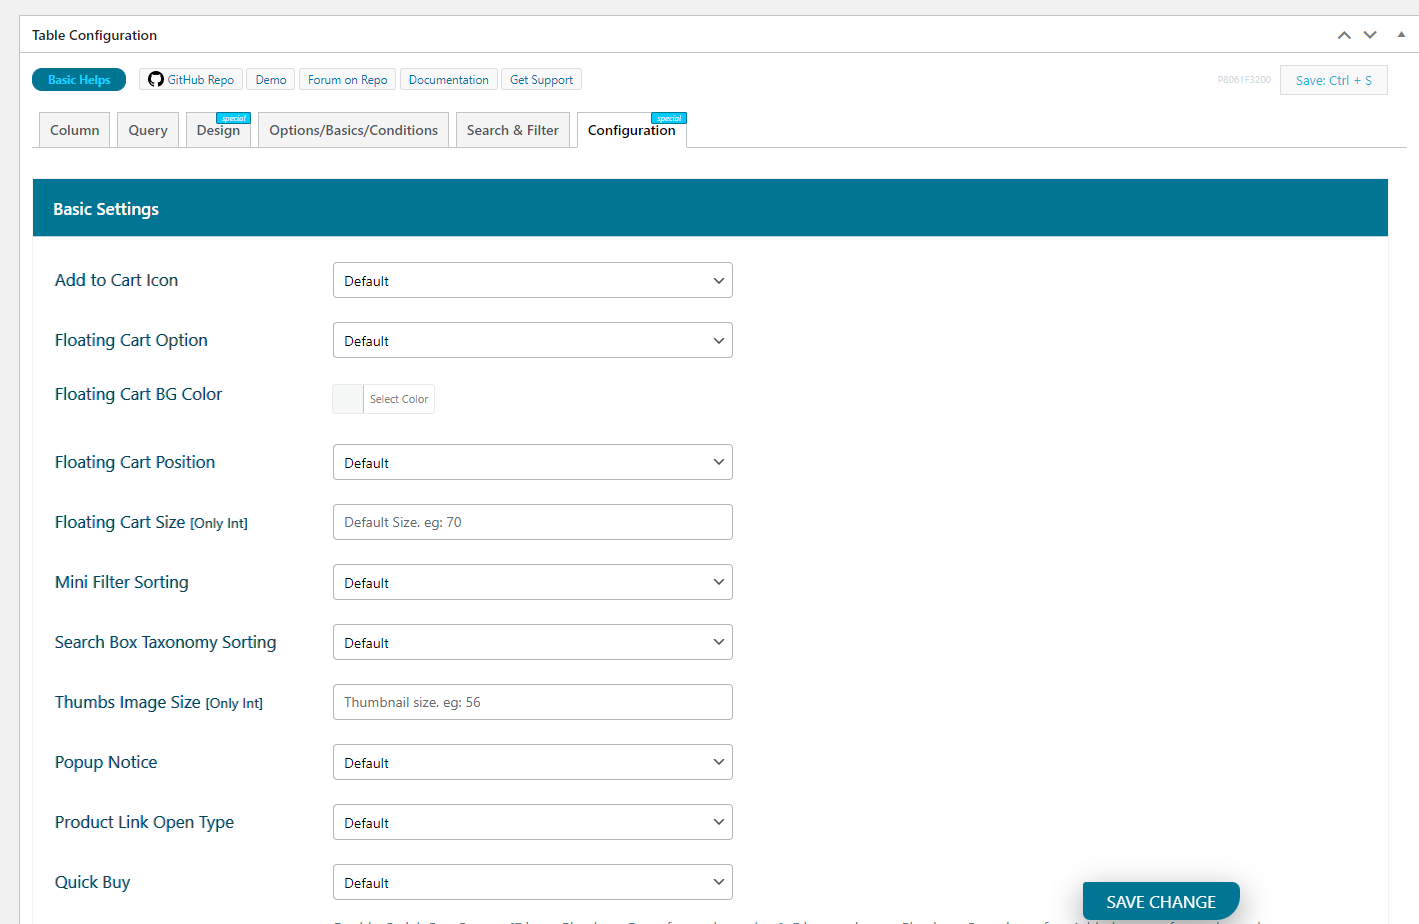 Table Configuration
Basic Helps GitHub Repo Demo Forum on Repo Documentation Get Support P8061F3200 Save: Ctrl + S
special special
Column Query Design Options/Basics/Conditions Search & Filter Configuration
Basic Settings
Add to Cart Icon Default
Floating Cart Option Default
Floating Cart BG Color Select Color
Floating Cart Position Default
Floating Cart Size [Only Int] Default Size. eg: 70
Mini Filter Sorting Default
Search Box Taxonomy Sorting Default
Thumbs Image Size [Only Int] Thumbnail size. eg: 56
Popup Notice Default
Product Link Open Type Default
Quick Buy Default
SAVE CHANGE